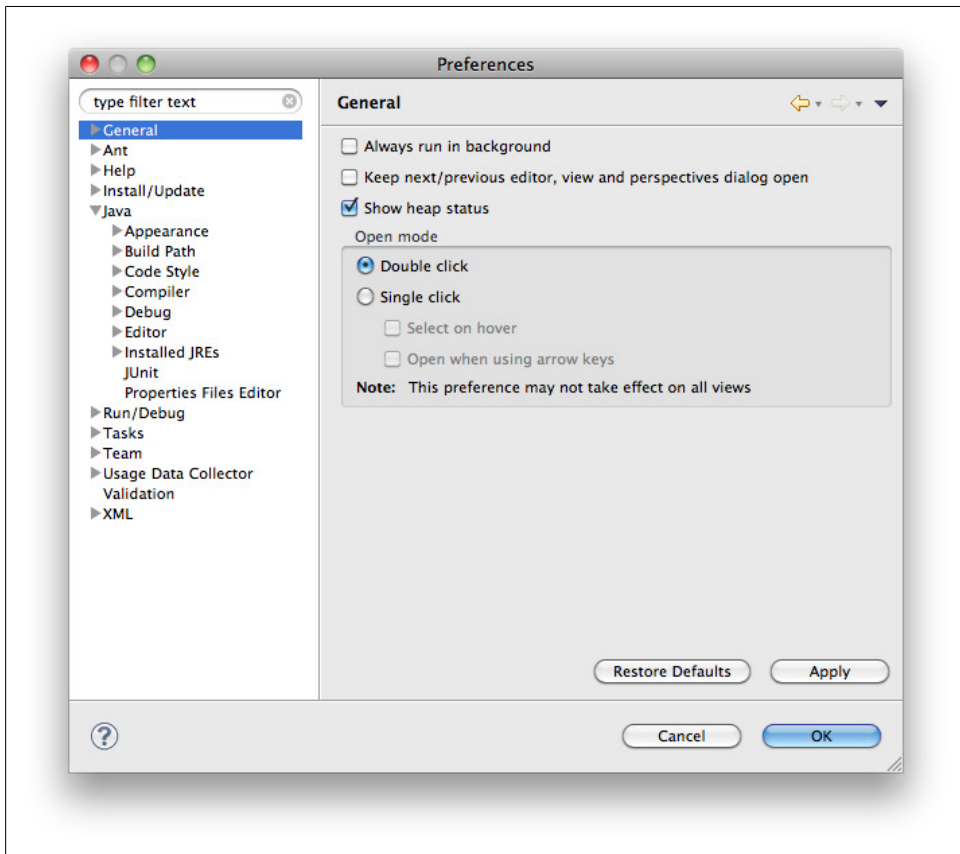 Preferences
type filter text
General
Ant
Help
Install/Update
Java
Appearance
Build Path
Code Style
Compiler
Debug
Editor
Installed JREs
JUnit
Properties Files Editor
Run/Debug
Tasks
Team
Usage Data Collector
Validation
XML
General
Always run in background
Keep next/previous editor, view and perspectives dialog open
Show heap status
Open mode
Double click
Single click
Select on hover
Open when using arrow keys
Note: This preference may not take effect on all views
Restore Defaults
Apply
?
Cancel
OK